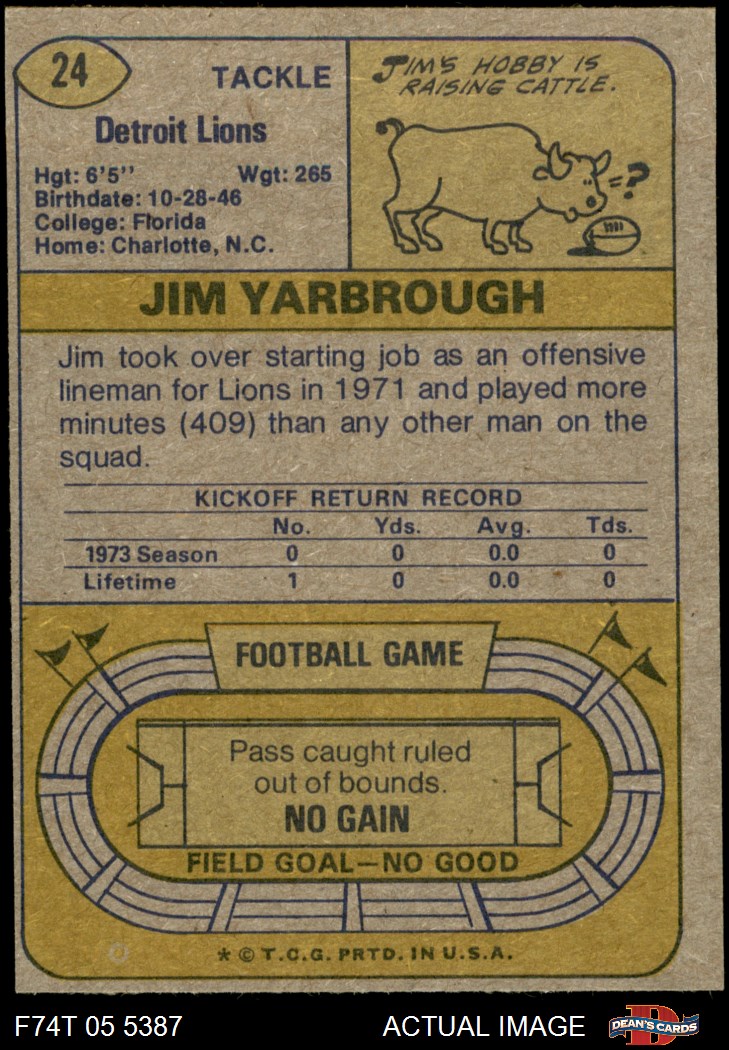 24
TACKLE
Detroit Lions
Hgt: 6'5'' Wgt: 265
Birthdate: 10-28-46
College: Florida
Home: Charlotte, N.C.
JIM'S HOBBY IS
RAISING CATTLE.
=?
JIM YARBROUGH
Jim took over starting job as an offensive
lineman for Lions in 1971 and played more
minutes (409) than any other man on the
squad.
KICKOFF RETURN RECORD
No. Yds. Avg. Tds.
1973 Season 0 0 0.0 0
Lifetime 1 0 0.0 0
FOOTBALL GAME
Pass caught ruled
out of bounds.
NO GAIN
FIELD GOAL—NO GOOD
* © T.C.G. PRTD. IN U.S.A.
F74T 05 5387 ACTUAL IMAGE
D
DEAN'S CARDS